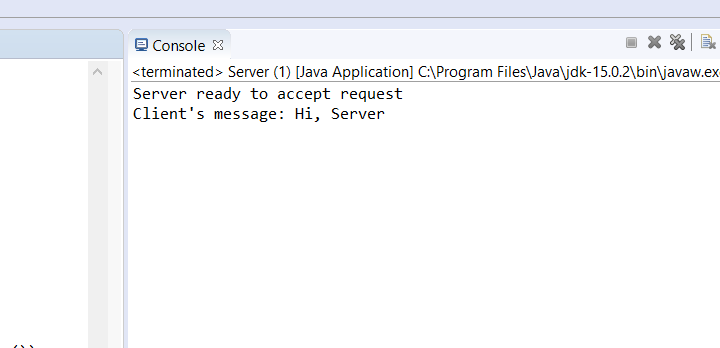 Console
<terminated> Server (1) [Java Application] C:\Program Files\Java\jdk-15.0.2\bin\javaw.exe
Server ready to accept request
Client's message: Hi, Server
())